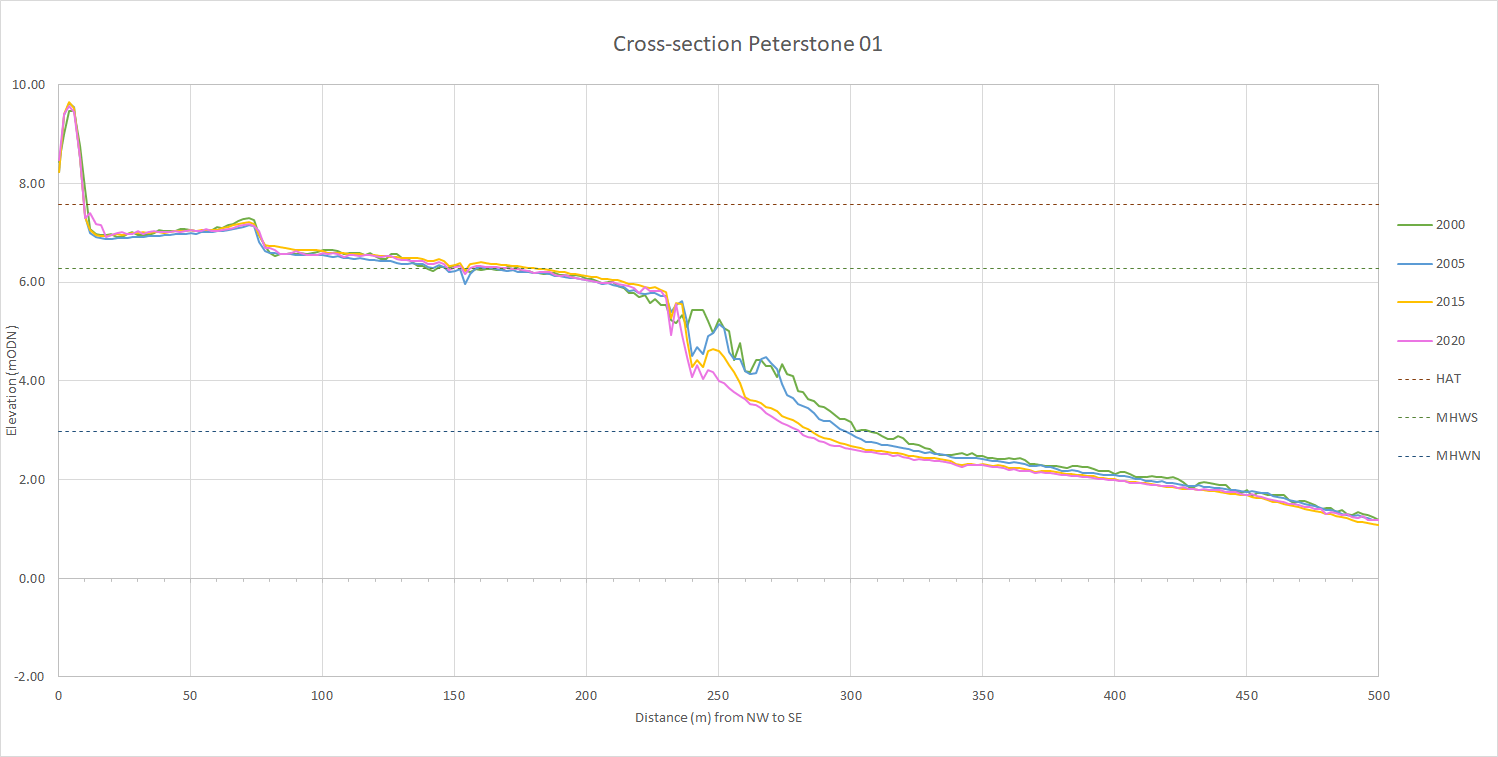 Cross-section Peterstone 01
10.00
8.00
6.00
4.00
2.00
0.00
-2.00
Elevation (mODN)
0 50 100 150 200 250 300 350 400 450 500
Distance (m) from NW to SE
2000
2005
2015
2020
HAT
MHWS
MHWN